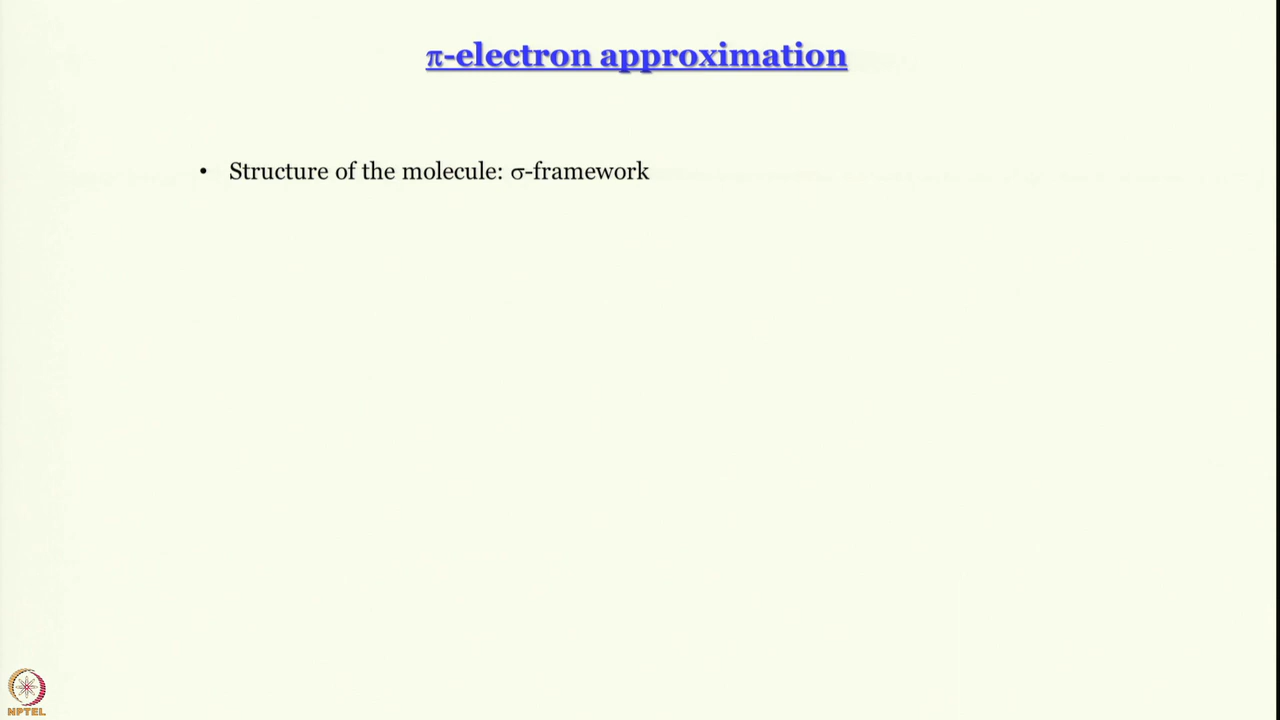 π-electron approximation
• Structure of the molecule: σ-framework
NPTEL